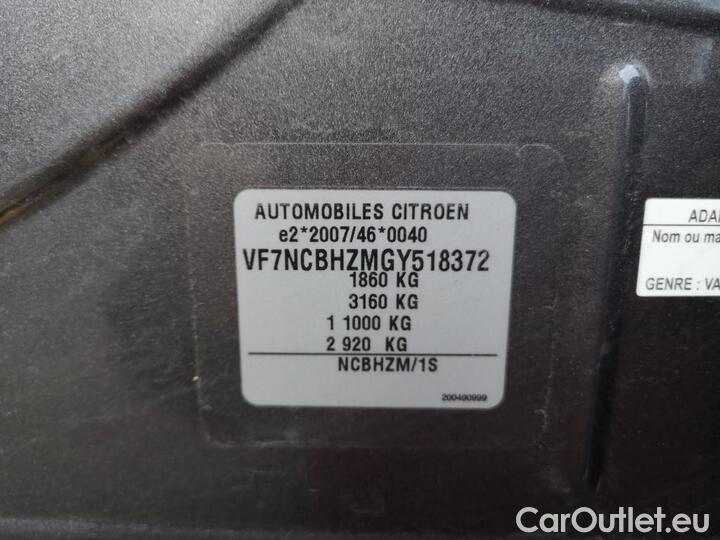 AUTOMOBILES CITROEN
e2*2007/46*0040
VF7NCBHZMGY518372
1860 KG
3160 KG
1 1000 KG
2 920 KG
NCBHZM/1S
200490999
ADA
Nom ou ma
GENRE : VA
CarOutlet.eu